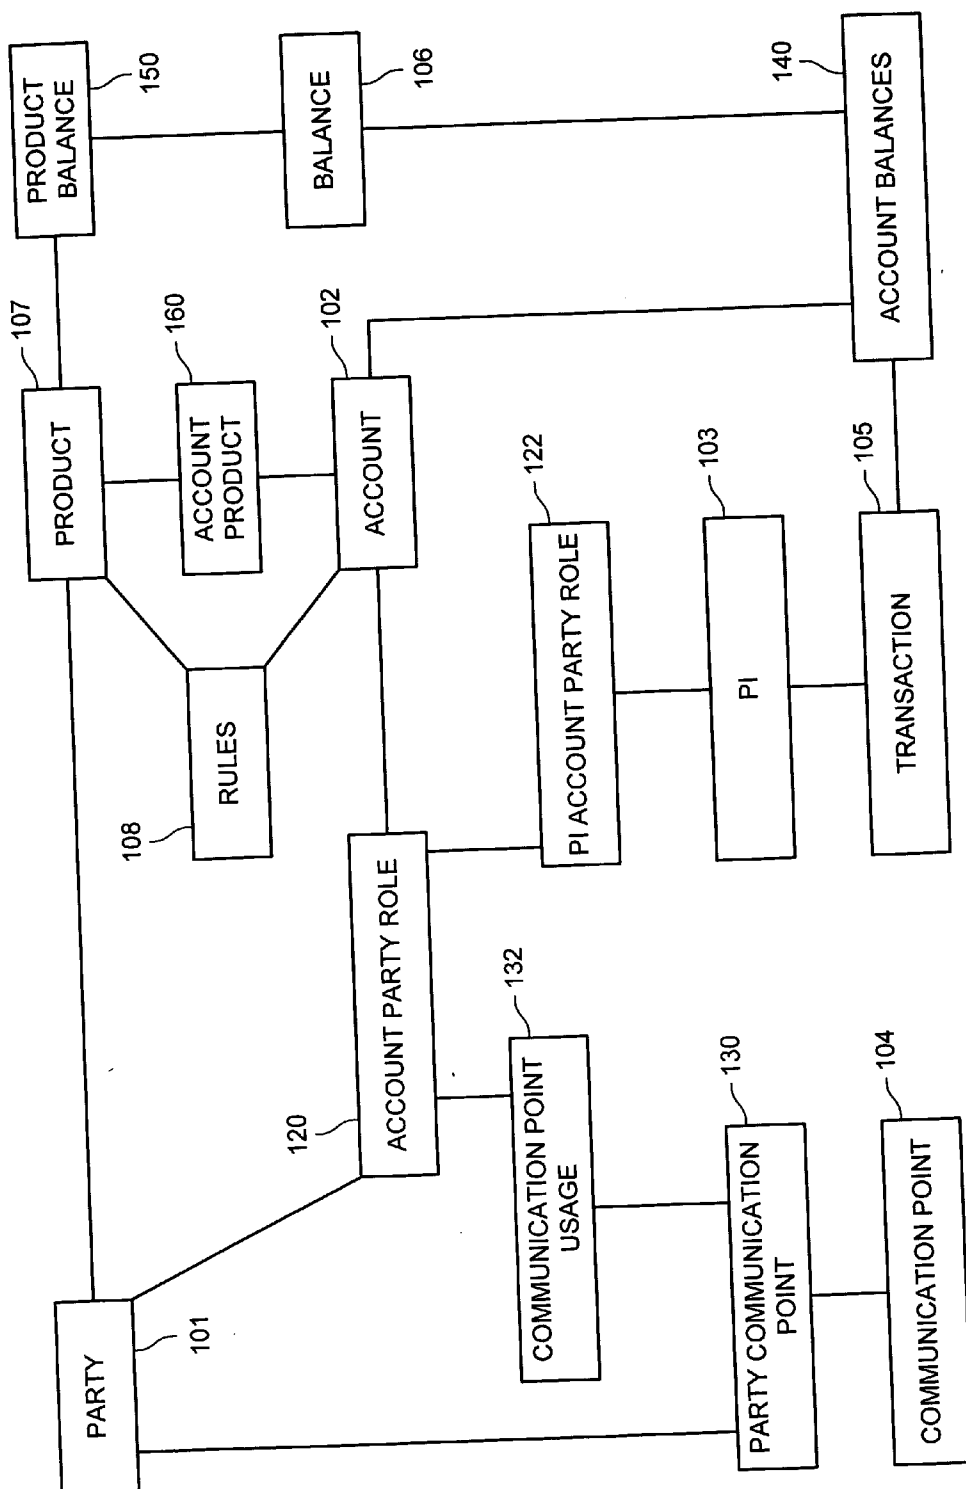 PARTY
101
PRODUCT
107
PRODUCT
BALANCE
150
108
RULES
ACCOUNT
PRODUCT
160
BALANCE
106
120
ACCOUNT PARTY ROLE
ACCOUNT
102
COMMUNICATION POINT
USAGE
132
PI ACCOUNT PARTY ROLE
122
PARTY COMMUNICATION
POINT
130
PI
103
COMMUNICATION POINT
104
TRANSACTION
105
ACCOUNT BALANCES
140